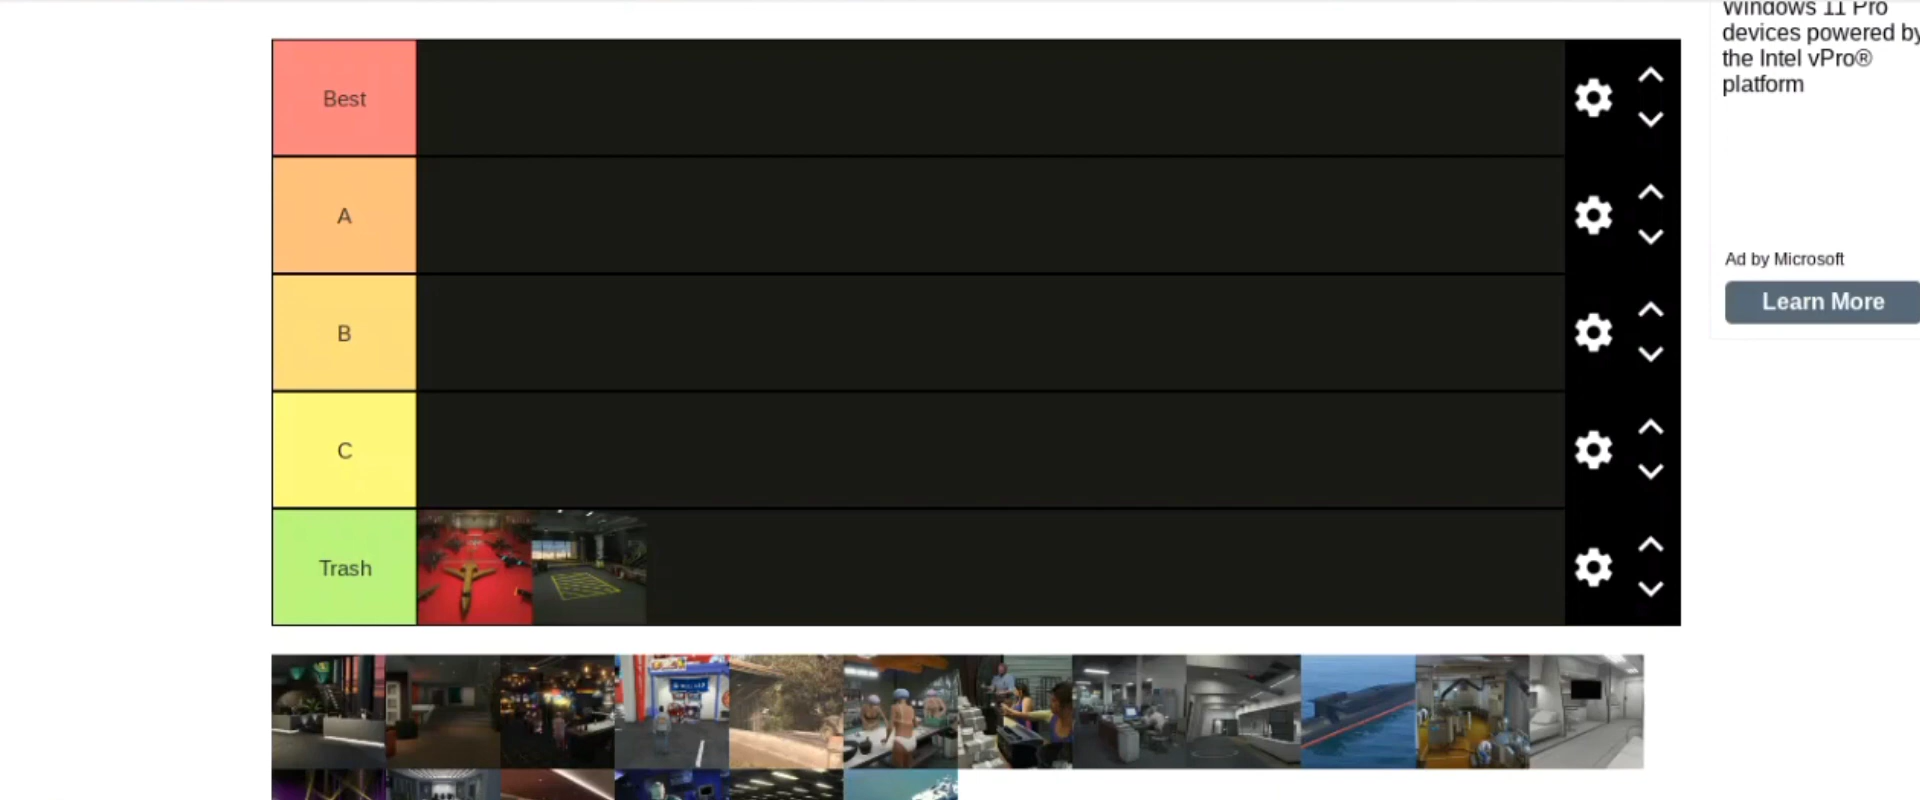 Windows 11 Pro
devices powered by
the Intel vPro®
platform
Ad by Microsoft
Learn More
Best
A
B
C
Trash